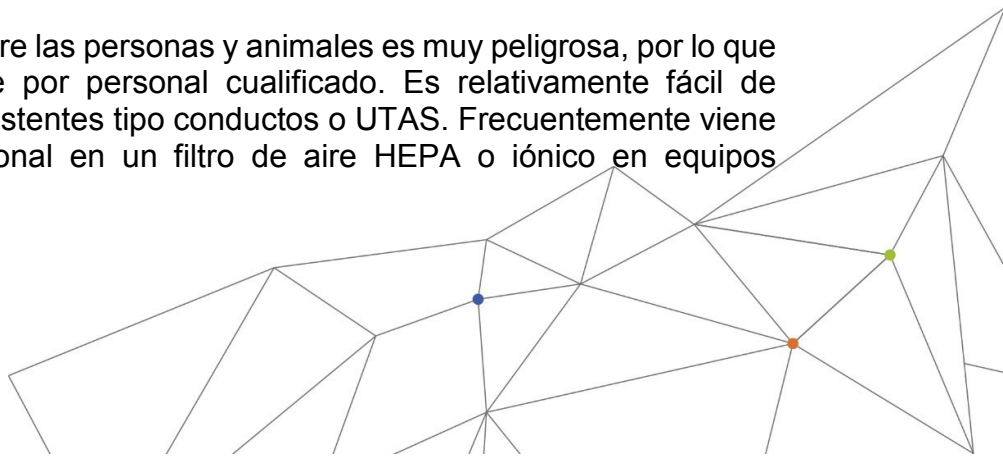 re las personas y animales es muy peligrosa, por lo que
por personal cualificado. Es relativamente fácil de
istentes tipo conductos o UTAS. Frecuentemente viene
onal en un filtro de aire HEPA o iónico en equipos